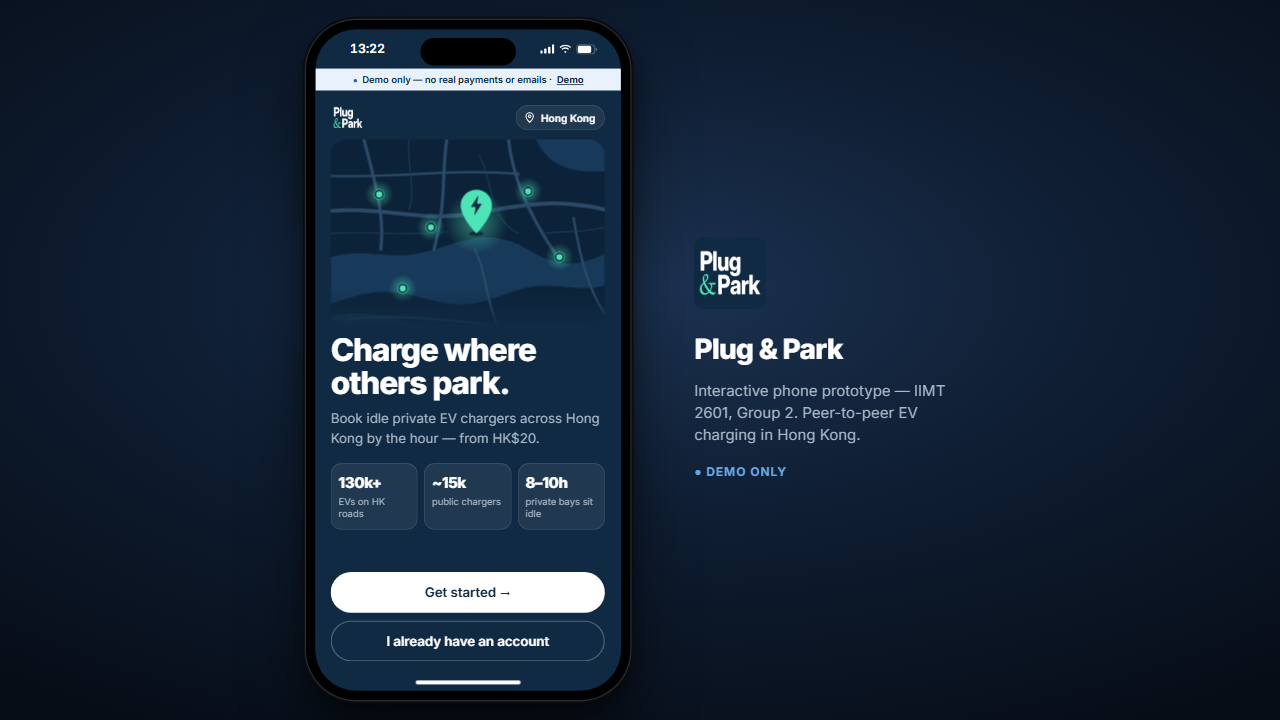 13:22
• Demo only — no real payments or emails · Demo
Plug
&Park
Hong Kong
Charge where
others park.
Book idle private EV chargers across Hong
Kong by the hour — from HK$20.
130k+
EVs on HK
roads
~15k
public chargers
8–10h
private bays sit
idle
Get started →
I already have an account
Plug
&Park
Plug & Park
Interactive phone prototype — IIMT
2601, Group 2. Peer-to-peer EV
charging in Hong Kong.
• DEMO ONLY